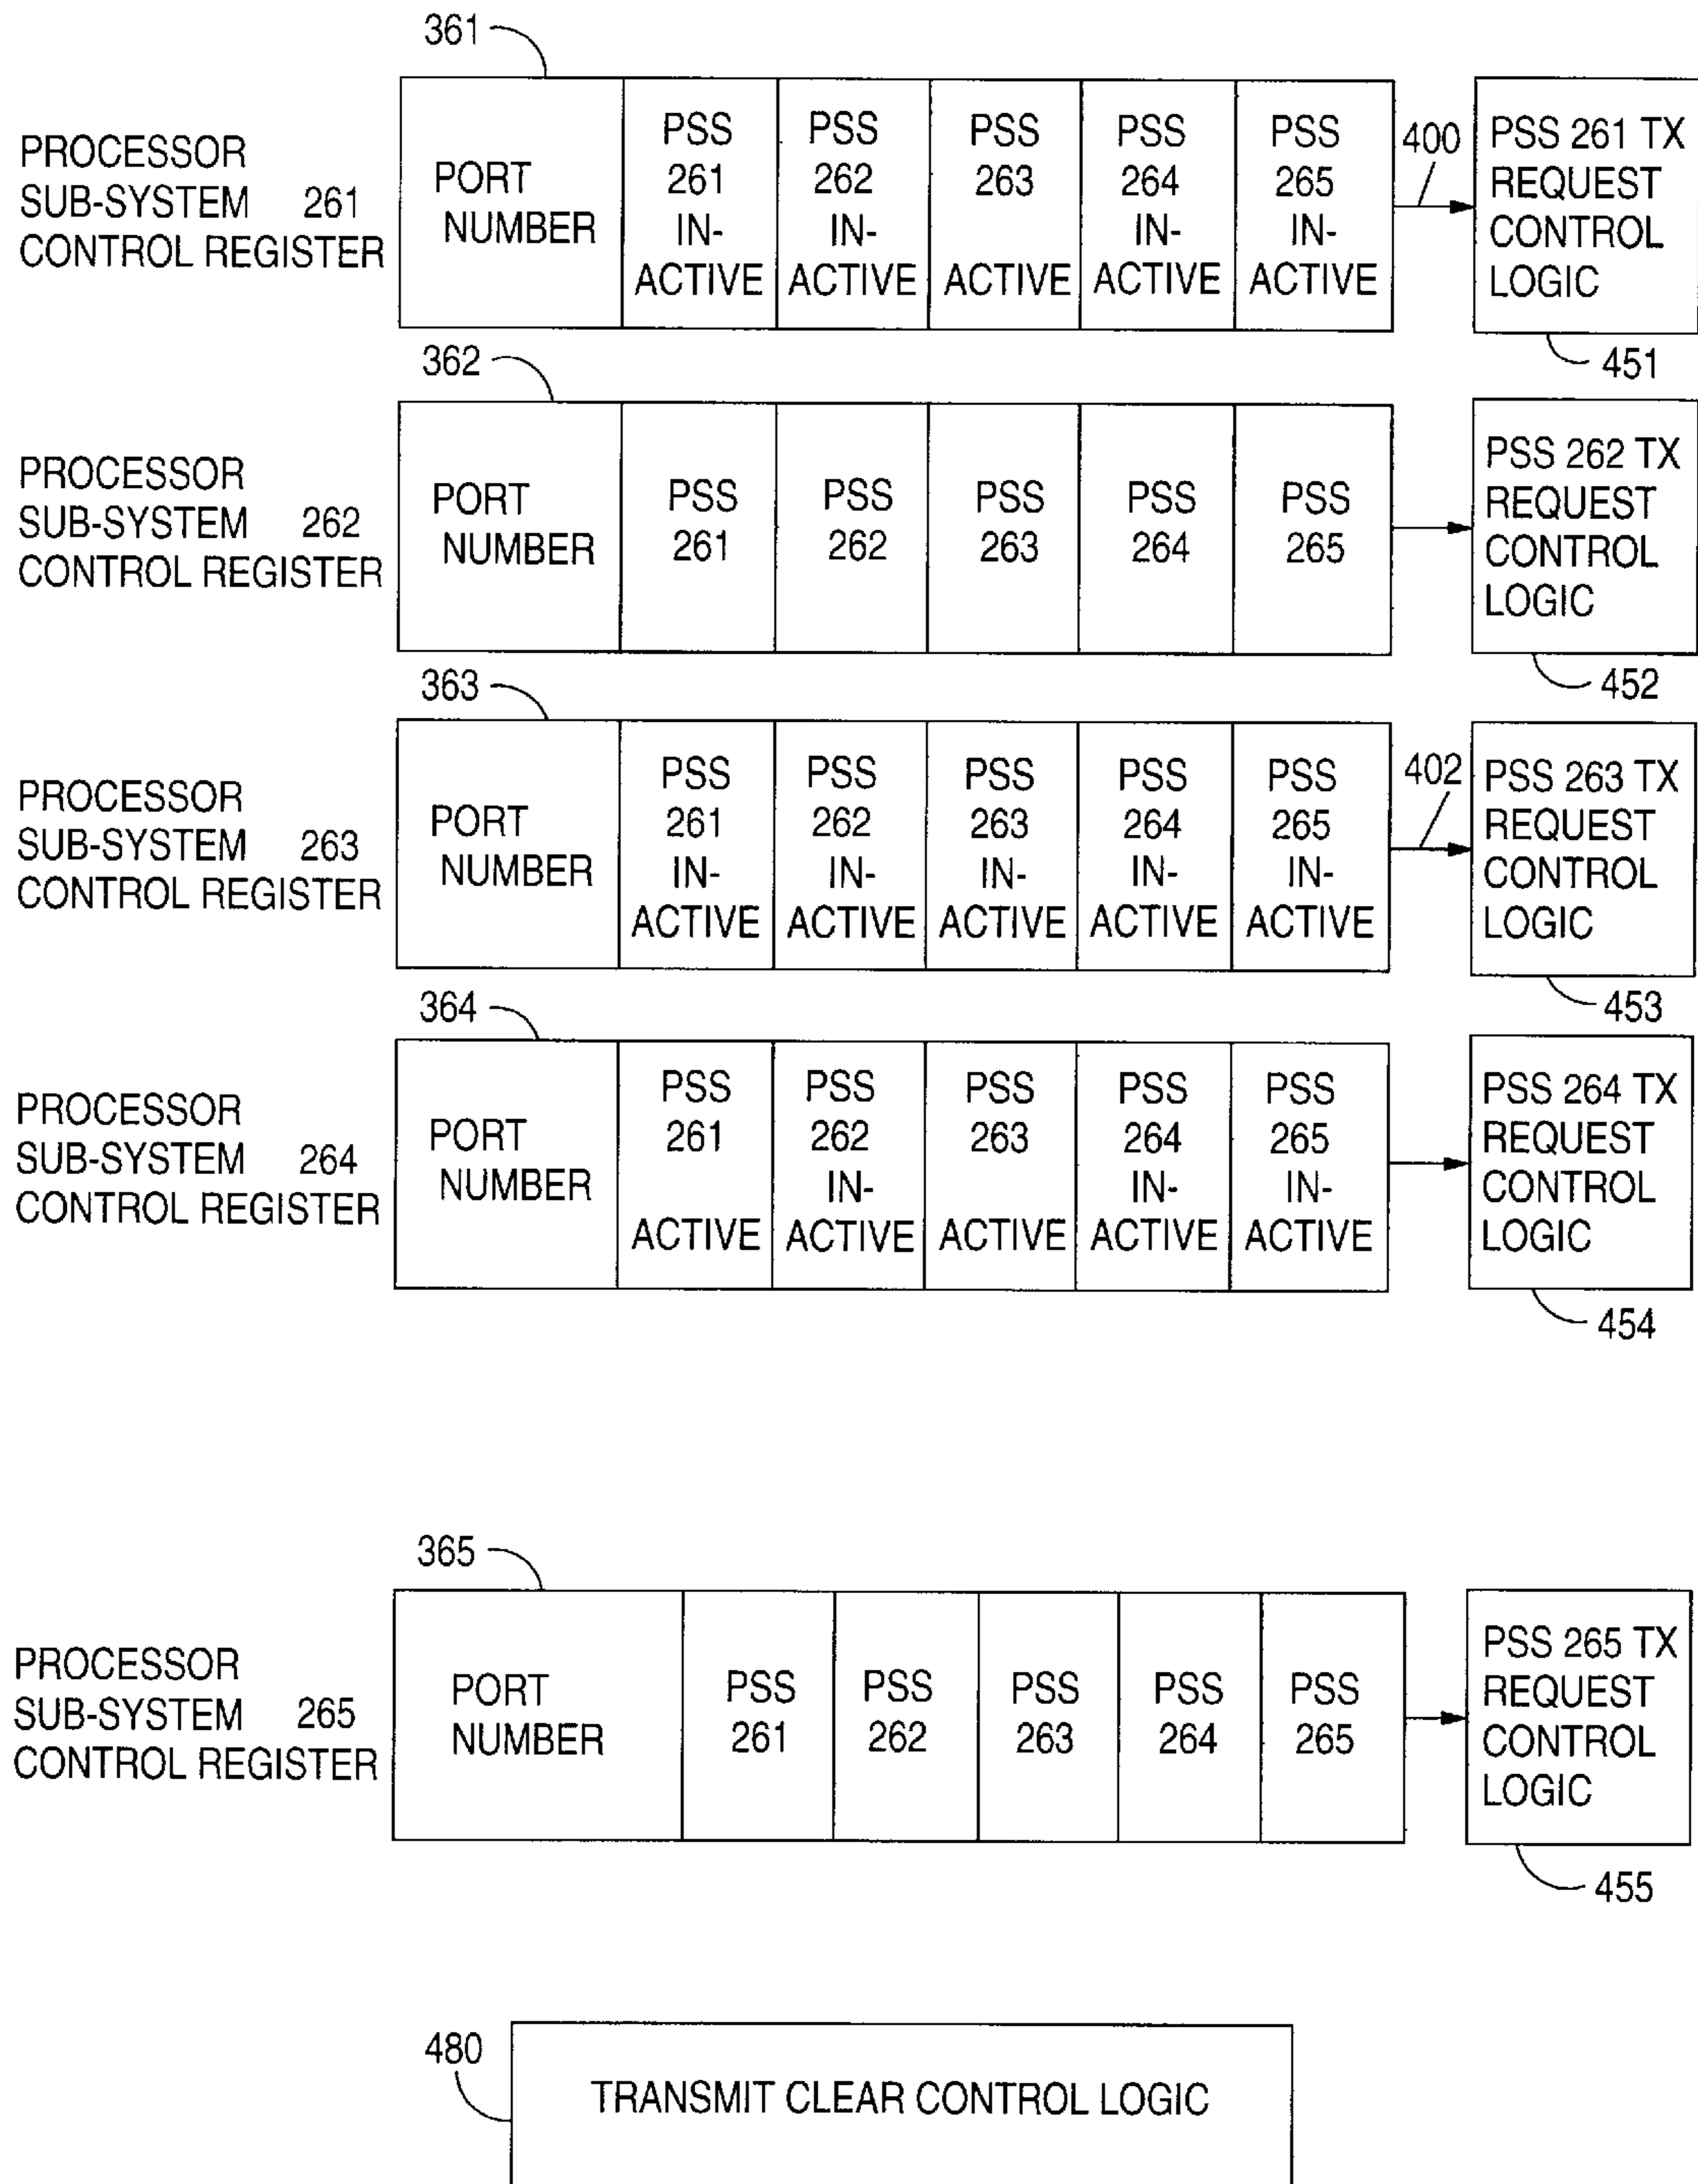 361
PROCESSOR
SUB-SYSTEM 261
CONTROL REGISTER
PORT
NUMBER
PSS
261
IN-
ACTIVE
PSS
262
IN-
ACTIVE
PSS
263
ACTIVE
PSS
264
IN-
ACTIVE
PSS
265
IN-
ACTIVE
400
PSS 261 TX
REQUEST
CONTROL
LOGIC
451
362
PROCESSOR
SUB-SYSTEM 262
CONTROL REGISTER
PORT
NUMBER
PSS
261
PSS
262
PSS
263
PSS
264
PSS
265
PSS 262 TX
REQUEST
CONTROL
LOGIC
452
363
PROCESSOR
SUB-SYSTEM 263
CONTROL REGISTER
PORT
NUMBER
PSS
261
IN-
ACTIVE
PSS
262
IN-
ACTIVE
PSS
263
IN-
ACTIVE
PSS
264
IN-
ACTIVE
PSS
265
IN-
ACTIVE
402
PSS 263 TX
REQUEST
CONTROL
LOGIC
453
364
PROCESSOR
SUB-SYSTEM 264
CONTROL REGISTER
PORT
NUMBER
PSS
261
ACTIVE
PSS
262
IN-
ACTIVE
PSS
263
ACTIVE
PSS
264
IN-
ACTIVE
PSS
265
IN-
ACTIVE
PSS 264 TX
REQUEST
CONTROL
LOGIC
454
365
PROCESSOR
SUB-SYSTEM 265
CONTROL REGISTER
PORT
NUMBER
PSS
261
PSS
262
PSS
263
PSS
264
PSS
265
PSS 265 TX
REQUEST
CONTROL
LOGIC
455
480
TRANSMIT CLEAR CONTROL LOGIC